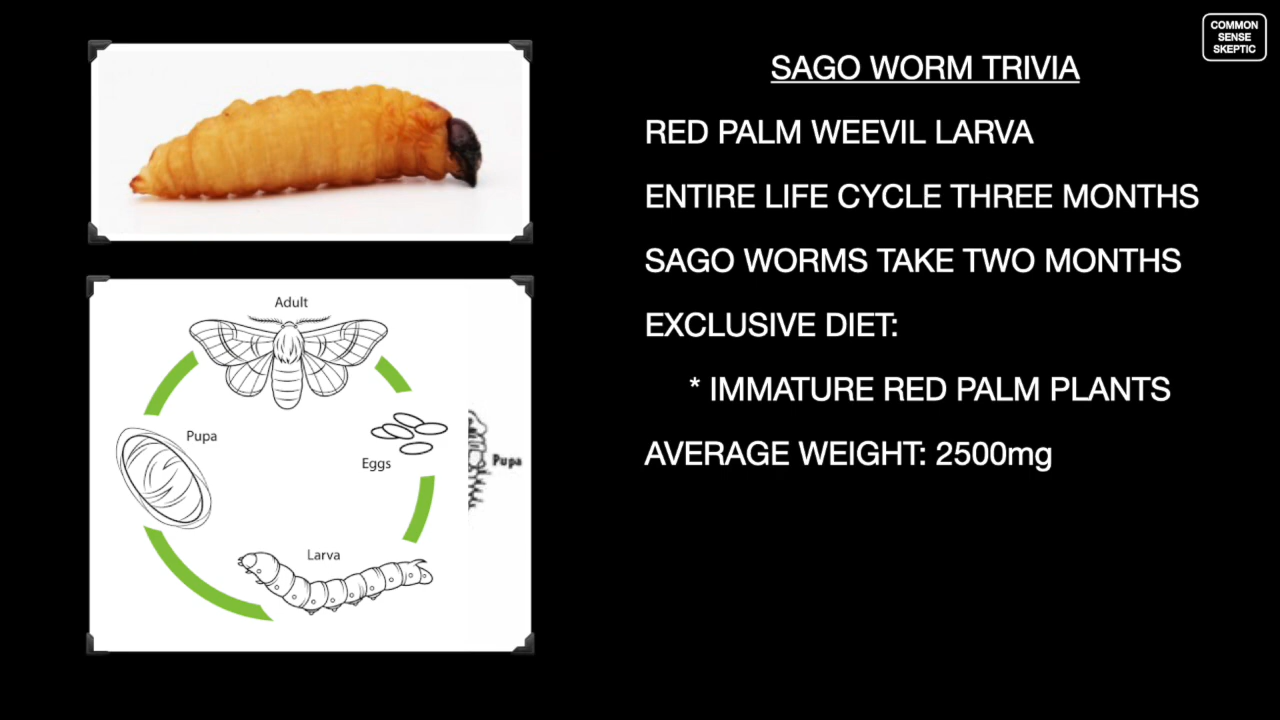 COMMON
SENSE
SKEPTIC
SAGO WORM TRIVIA
RED PALM WEEVIL LARVA
ENTIRE LIFE CYCLE THREE MONTHS
SAGO WORMS TAKE TWO MONTHS
EXCLUSIVE DIET:
* IMMATURE RED PALM PLANTS
AVERAGE WEIGHT: 2500mg
Adult
Pupa
Eggs
Pupa
Larva